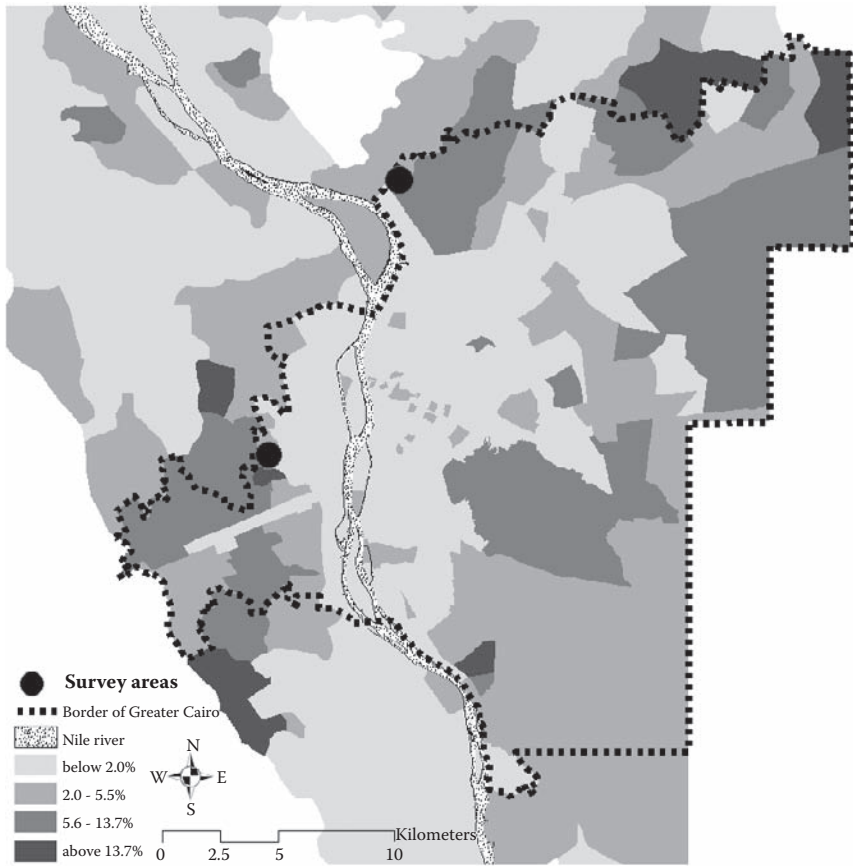 Survey areas
Border of Greater Cairo
Nile river
below 2.0%
2.0 - 5.5%
5.6 - 13.7%
above 13.7%
N
W E
S
Kilometers
0 2.5 5 10